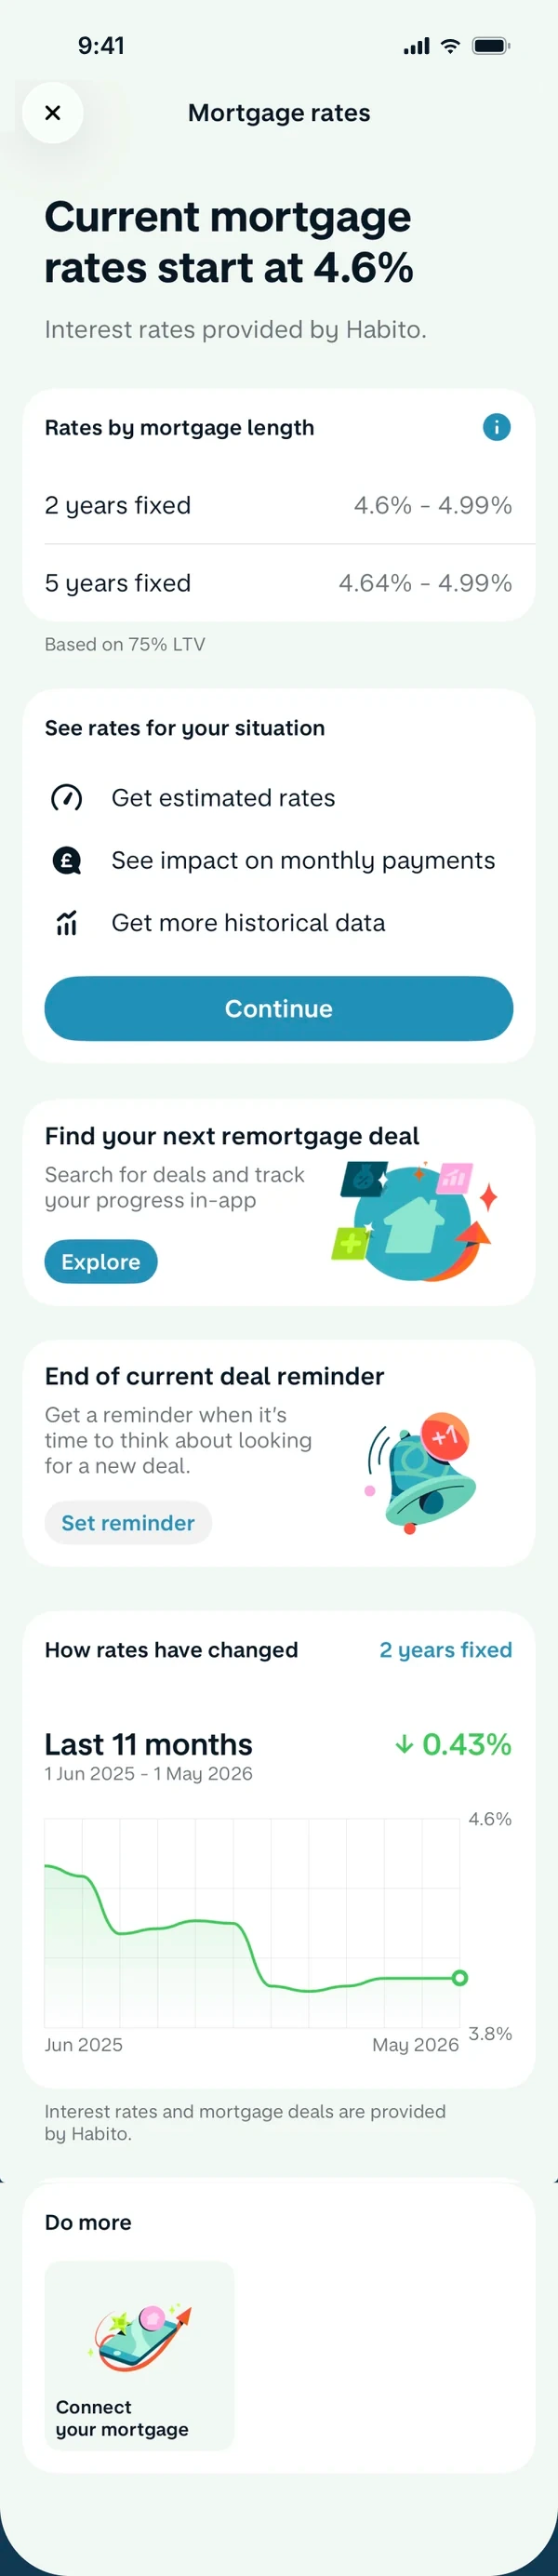 9:41
Mortgage rates
Current mortgage
rates start at 4.6%
Interest rates provided by Habito.
Rates by mortgage length
2 years fixed 4.6% - 4.99%
5 years fixed 4.64% - 4.99%
Based on 75% LTV
See rates for your situation
Get estimated rates
£ See impact on monthly payments
Get more historical data
Continue
Find your next remortgage deal
Search for deals and track
your progress in-app
Explore
End of current deal reminder
Get a reminder when it's
time to think about looking
for a new deal.
+1
Set reminder
How rates have changed 2 years fixed
Last 11 months ↓ 0.43%
1 Jun 2025 - 1 May 2026
4.6%
3.8%
Jun 2025 May 2026
Interest rates and mortgage deals are provided
by Habito.
Do more
Connect
your mortgage